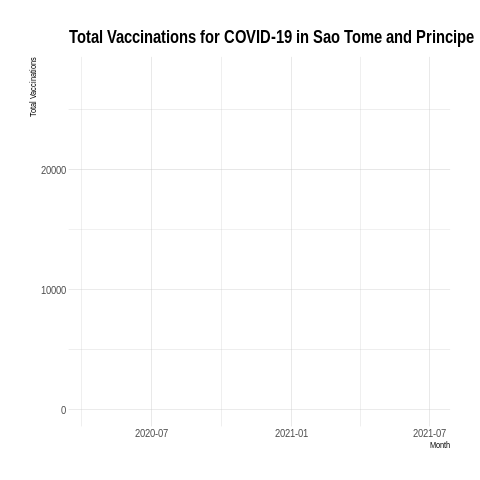 Total Vaccinations for COVID-19 in Sao Tome and Principe
Total Vaccinations
20000
10000
0
2020-07
2021-01
2021-07
Month